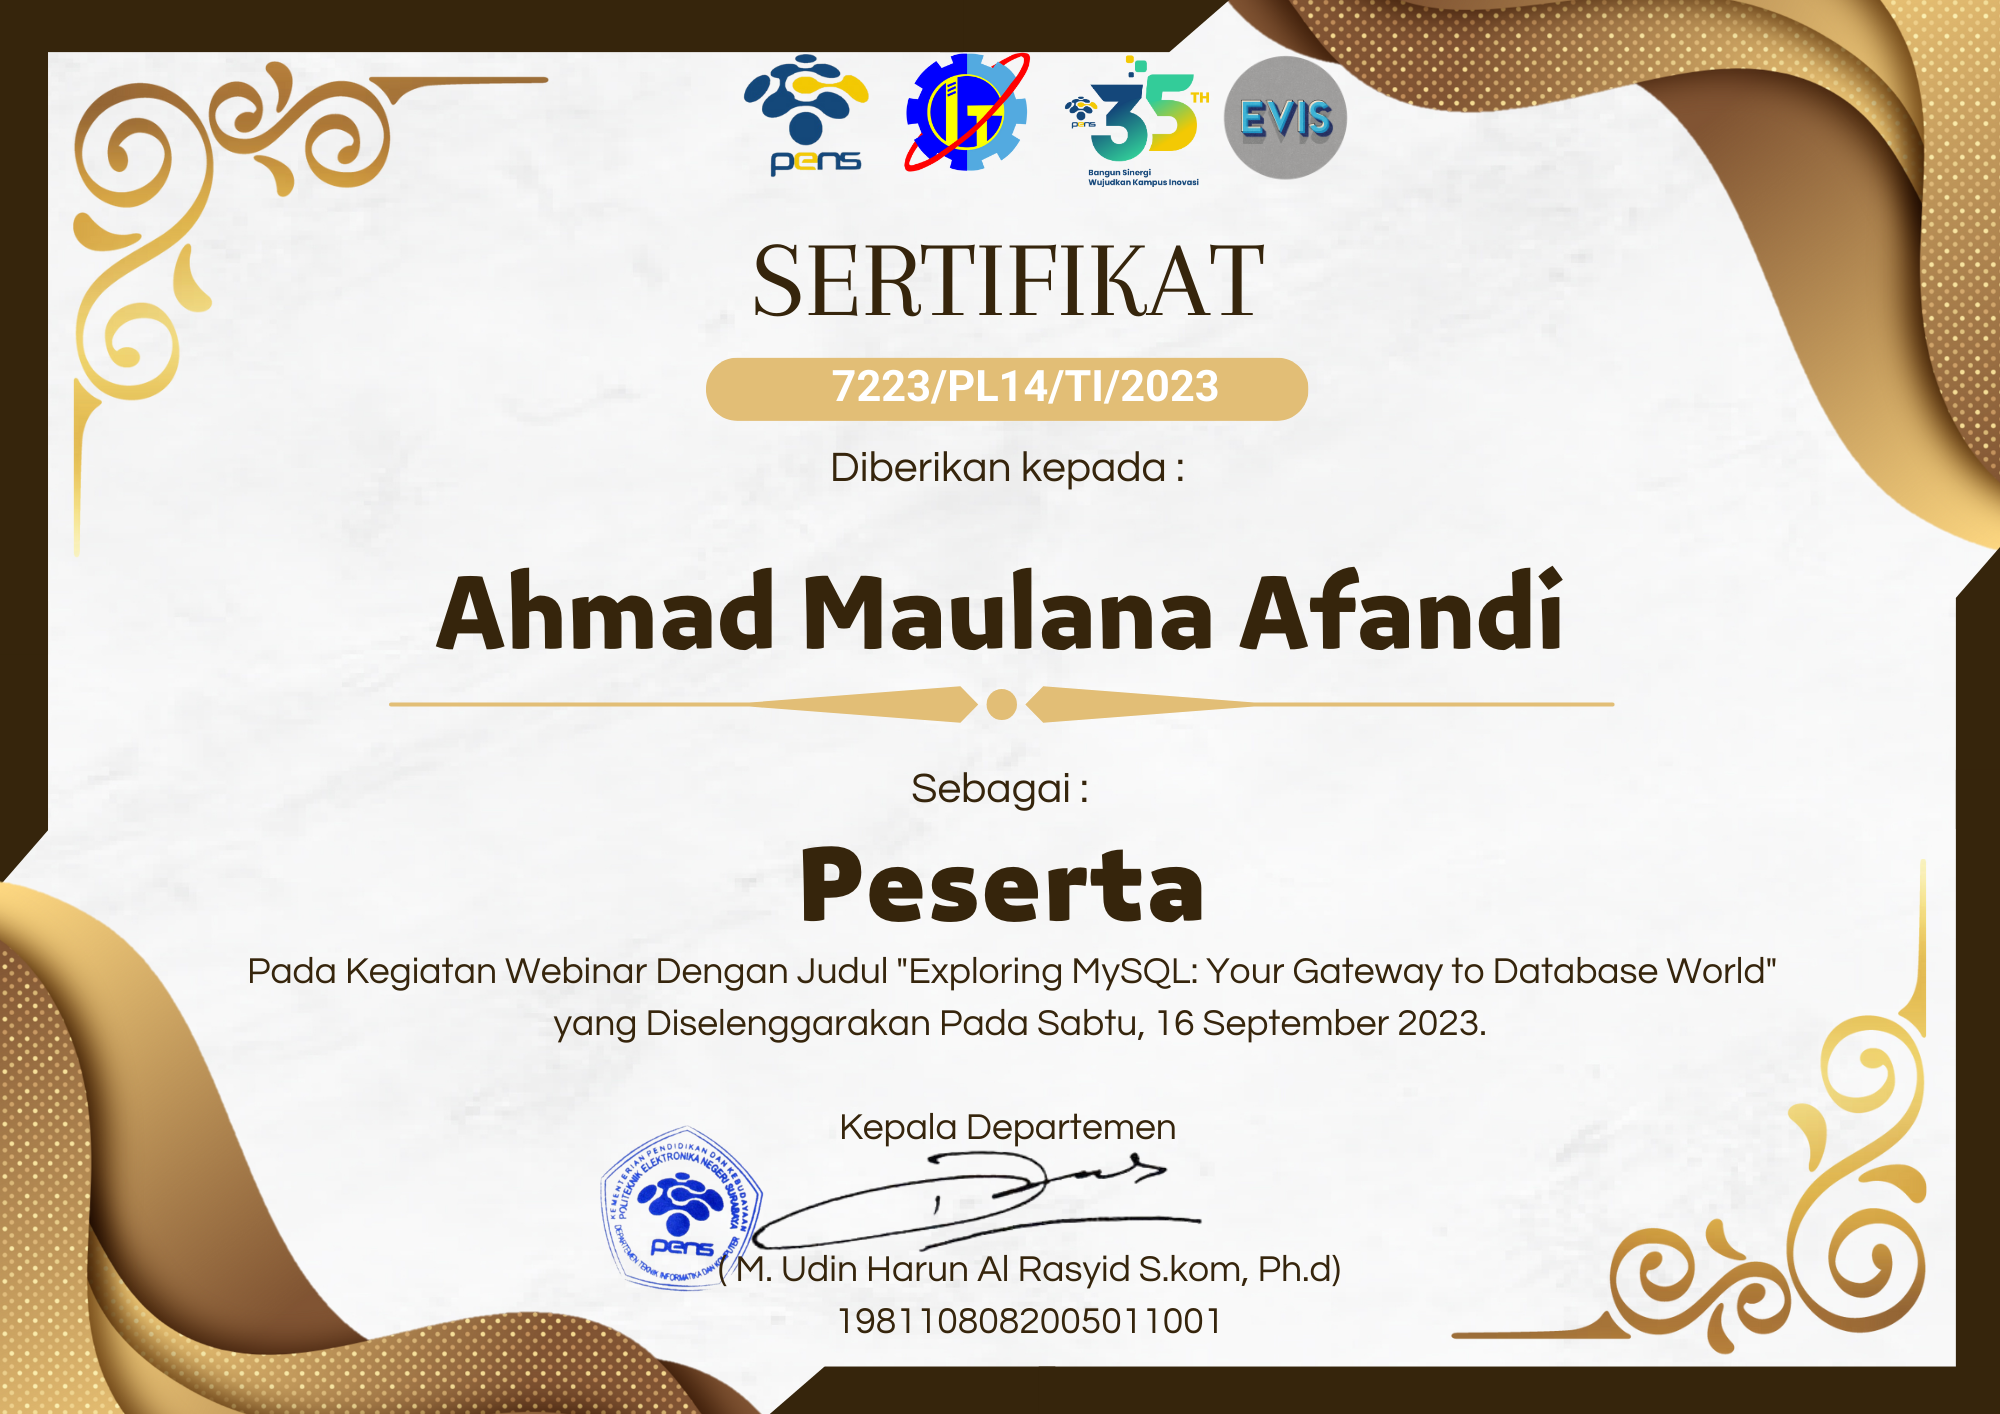 pens
IT
pens
35TH
Bangun Sinergi
Wujudkan Kampus Inovasi
EVIS
SERTIFIKAT
7223/PL14/TI/2023
Diberikan kepada :
Ahmad Maulana Afandi
Sebagai :
Peserta
Pada Kegiatan Webinar Dengan Judul "Exploring MySQL: Your Gateway to Database World"
yang Diselenggarakan Pada Sabtu, 16 September 2023.
Kepala Departemen
KEMENTERIAN PENDIDIKAN DAN KEBUDAYAAN
POLITEKNIK ELEKTRONIKA NEGERI SURABAYA
DEPARTEMEN TEKNIK INFORMATIKA DAN KOMPUTER
pens
( M. Udin Harun Al Rasyid S.kom, Ph.d)
1981108082005011001